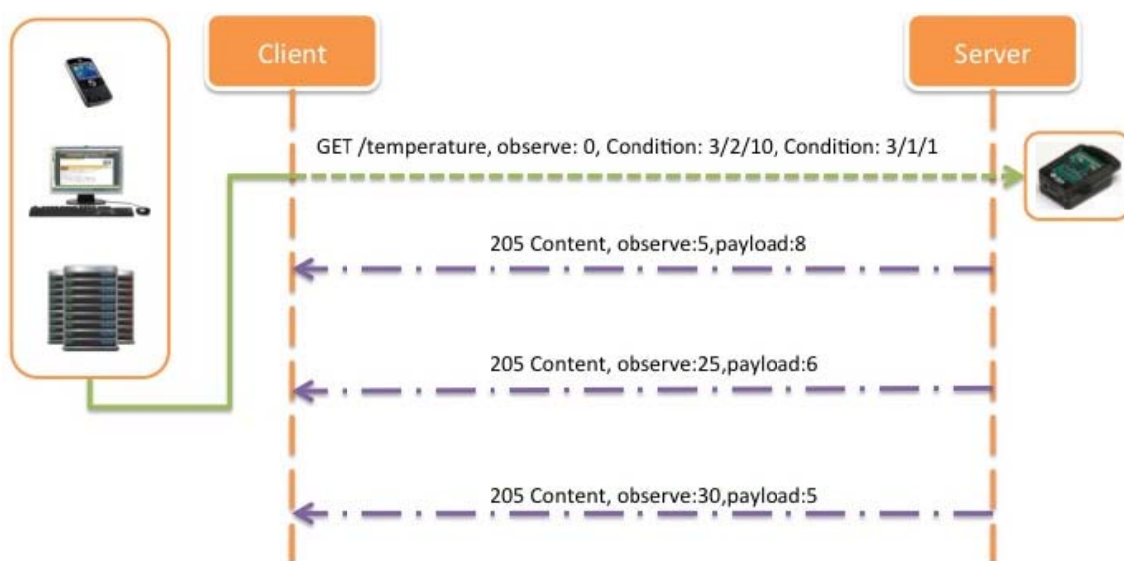 Client
Server
GET /temperature, observe: 0, Condition: 3/2/10, Condition: 3/1/1
205 Content, observe:5,payload:8
205 Content, observe:25,payload:6
205 Content, observe:30,payload:5